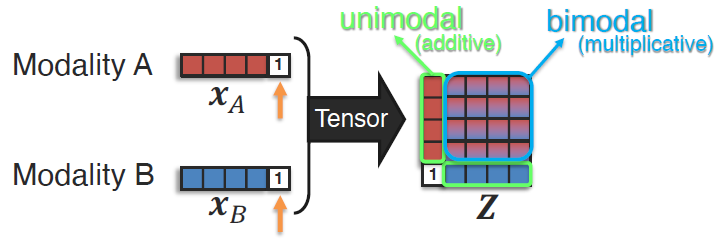 unimodal
(additive)
bimodal
(multiplicative)
Modality A
1
x_A
Tensor
Modality B
1
x_B
1
Z